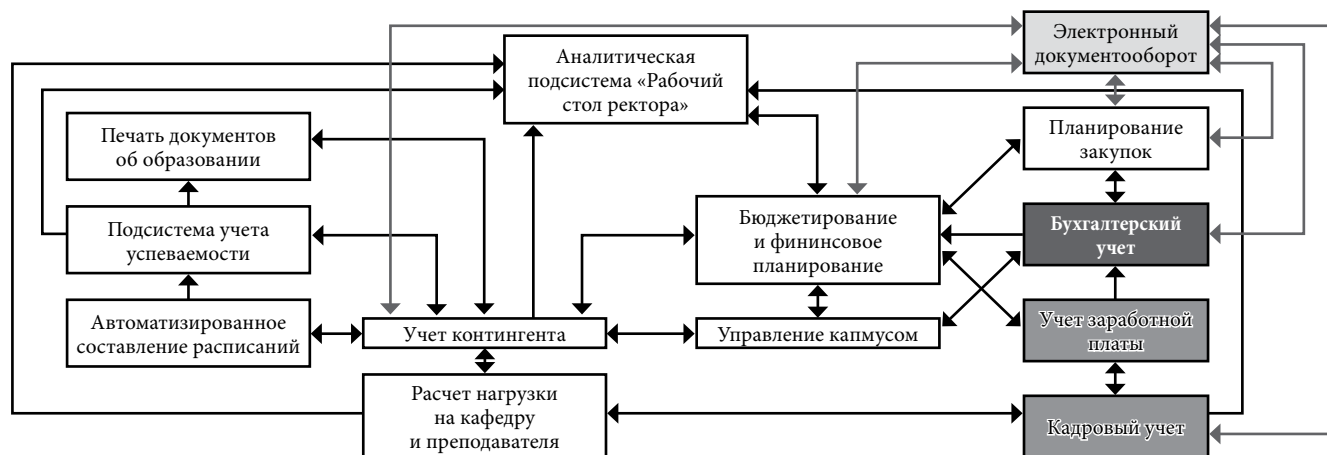 Электронный
документооборот
Аналитическая
подсистема «Рабочий
стол ректора»
Печать документов
об образовании
Планирование
закупок
Подсистема учета
успеваемости
Бюджетирование
и фининсовое
планирование
Бухгалтерский
учет
Автоматизированное
составление расписаний
Учет контингента
Управление капмусом
Учет заработной
платы
Расчет нагрузки
на кафедру
и преподавателя
Кадровый учет